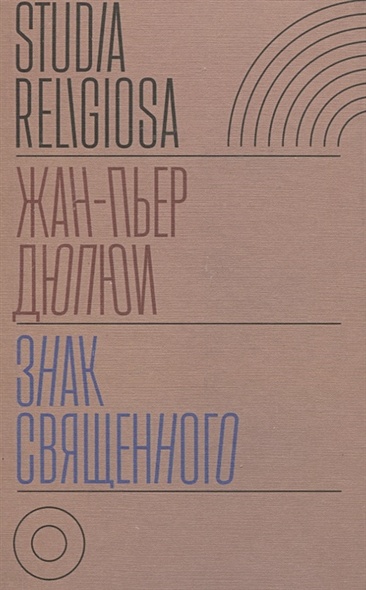 STUDIA
RELIGIOSA
ЖАН-ПЬЕР
ДЮПЮИ
ЗНАК
СВЯЩЕННОГО